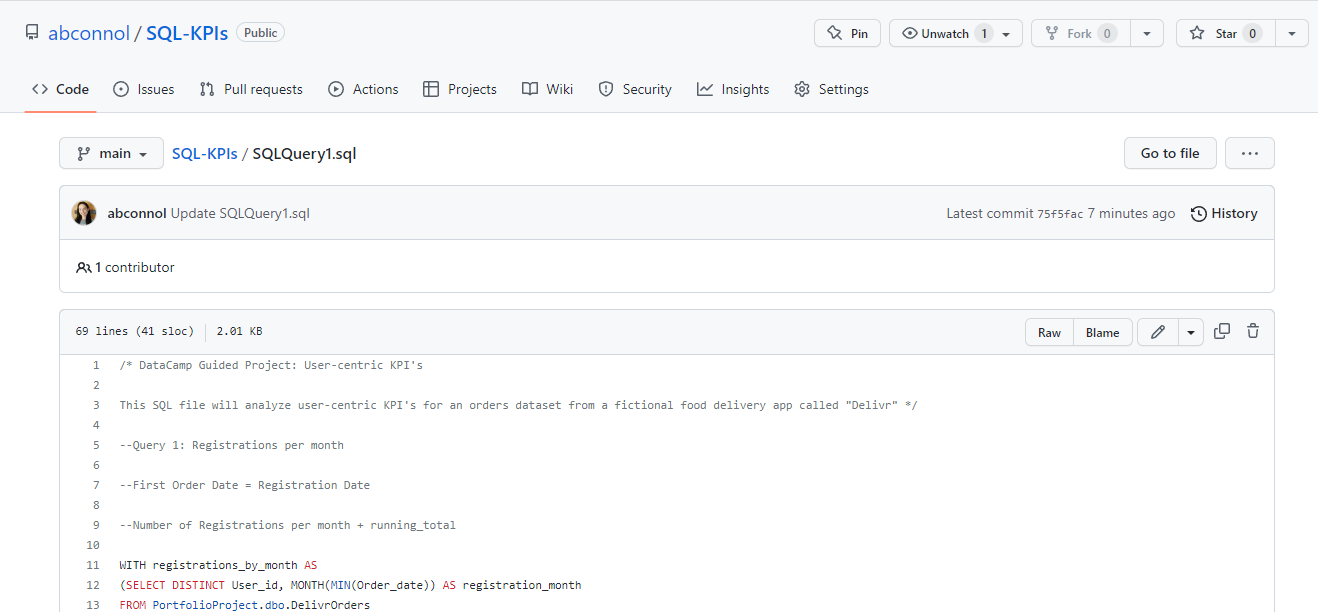 abconnol / SQL-KPIs Public Pin Unwatch 1 Fork 0 Star 0
Code Issues Pull requests Actions Projects Wiki Security Insights Settings
main SQL-KPIs / SQLQuery1.sql Go to file ...
abconnol Update SQLQuery1.sql Latest commit 75f5fac 7 minutes ago History
1 contributor
69 lines (41 sloc) 2.01 KB Raw Blame
1 /* DataCamp Guided Project: User-centric KPI's
2
3 This SQL file will analyze user-centric KPI's for an orders dataset from a fictional food delivery app called "Delivr" */
4
5 --Query 1: Registrations per month
6
7 --First Order Date = Registration Date
8
9 --Number of Registrations per month + running_total
10
11 WITH registrations_by_month AS
12 (SELECT DISTINCT User_id, MONTH(MIN(Order_date)) AS registration_month
13 FROM PortfolioProject.dbo.DelivrOrders